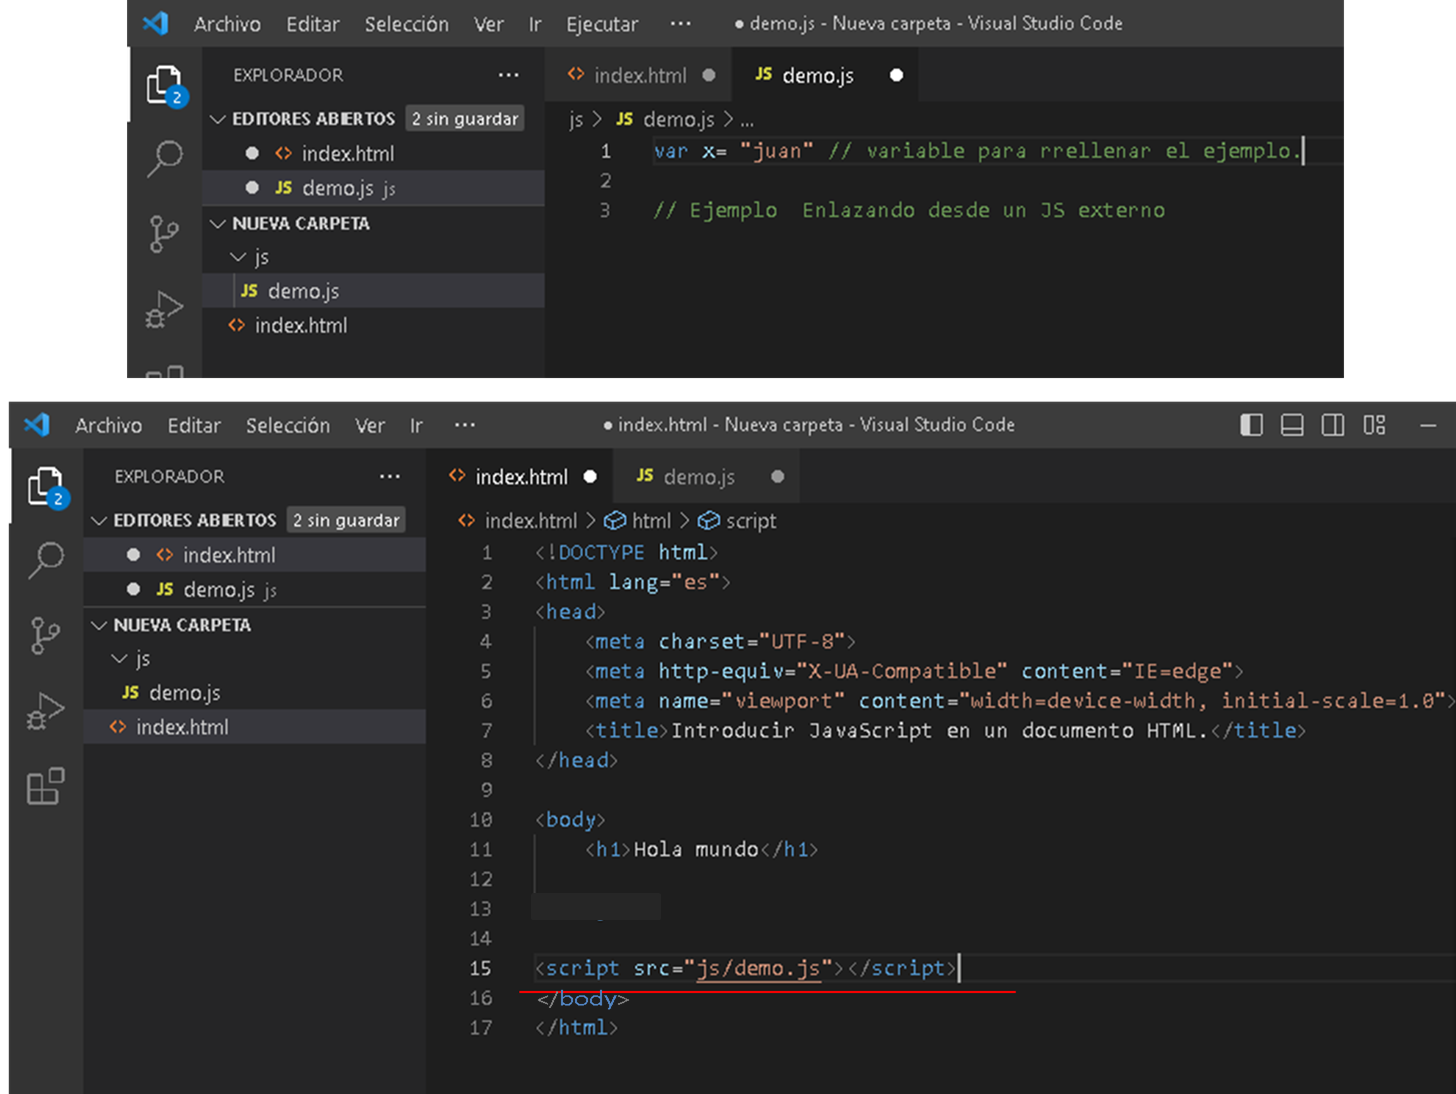 Archivo Editar Selección Ver Ir Ejecutar ··· ● demo.js - Nueva carpeta - Visual Studio Code
EXPLORADOR ···
index.html ●
JS demo.js ●
2
EDITORES ABIERTOS 2 sin guardar
● <> index.html
● JS demo.js js
NUEVA CARPETA
js
JS demo.js
<> index.html
js > JS demo.js > ...
1 var x= "juan" // variable para rrellenar el ejemplo.
2
3 // Ejemplo  Enlazando desde un JS externo
Archivo Editar Selección Ver Ir ··· ● index.html - Nueva carpeta - Visual Studio Code
EXPLORADOR ···
<> index.html ●
JS demo.js ●
2
EDITORES ABIERTOS 2 sin guardar
● <> index.html
● JS demo.js js
NUEVA CARPETA
js
JS demo.js
<> index.html
<> index.html > html > script
1 <!DOCTYPE html>
2 <html lang="es">
3 <head>
4     <meta charset="UTF-8">
5     <meta http-equiv="X-UA-Compatible" content="IE=edge">
6     <meta name="viewport" content="width=device-width, initial-scale=1.0">
7     <title>Introducir JavaScript en un documento HTML.</title>
8 </head>
9
10 <body>
11     <h1>Hola mundo</h1>
12
13
14
15 <script src="js/demo.js"></script>
16 </body>
17 </html>